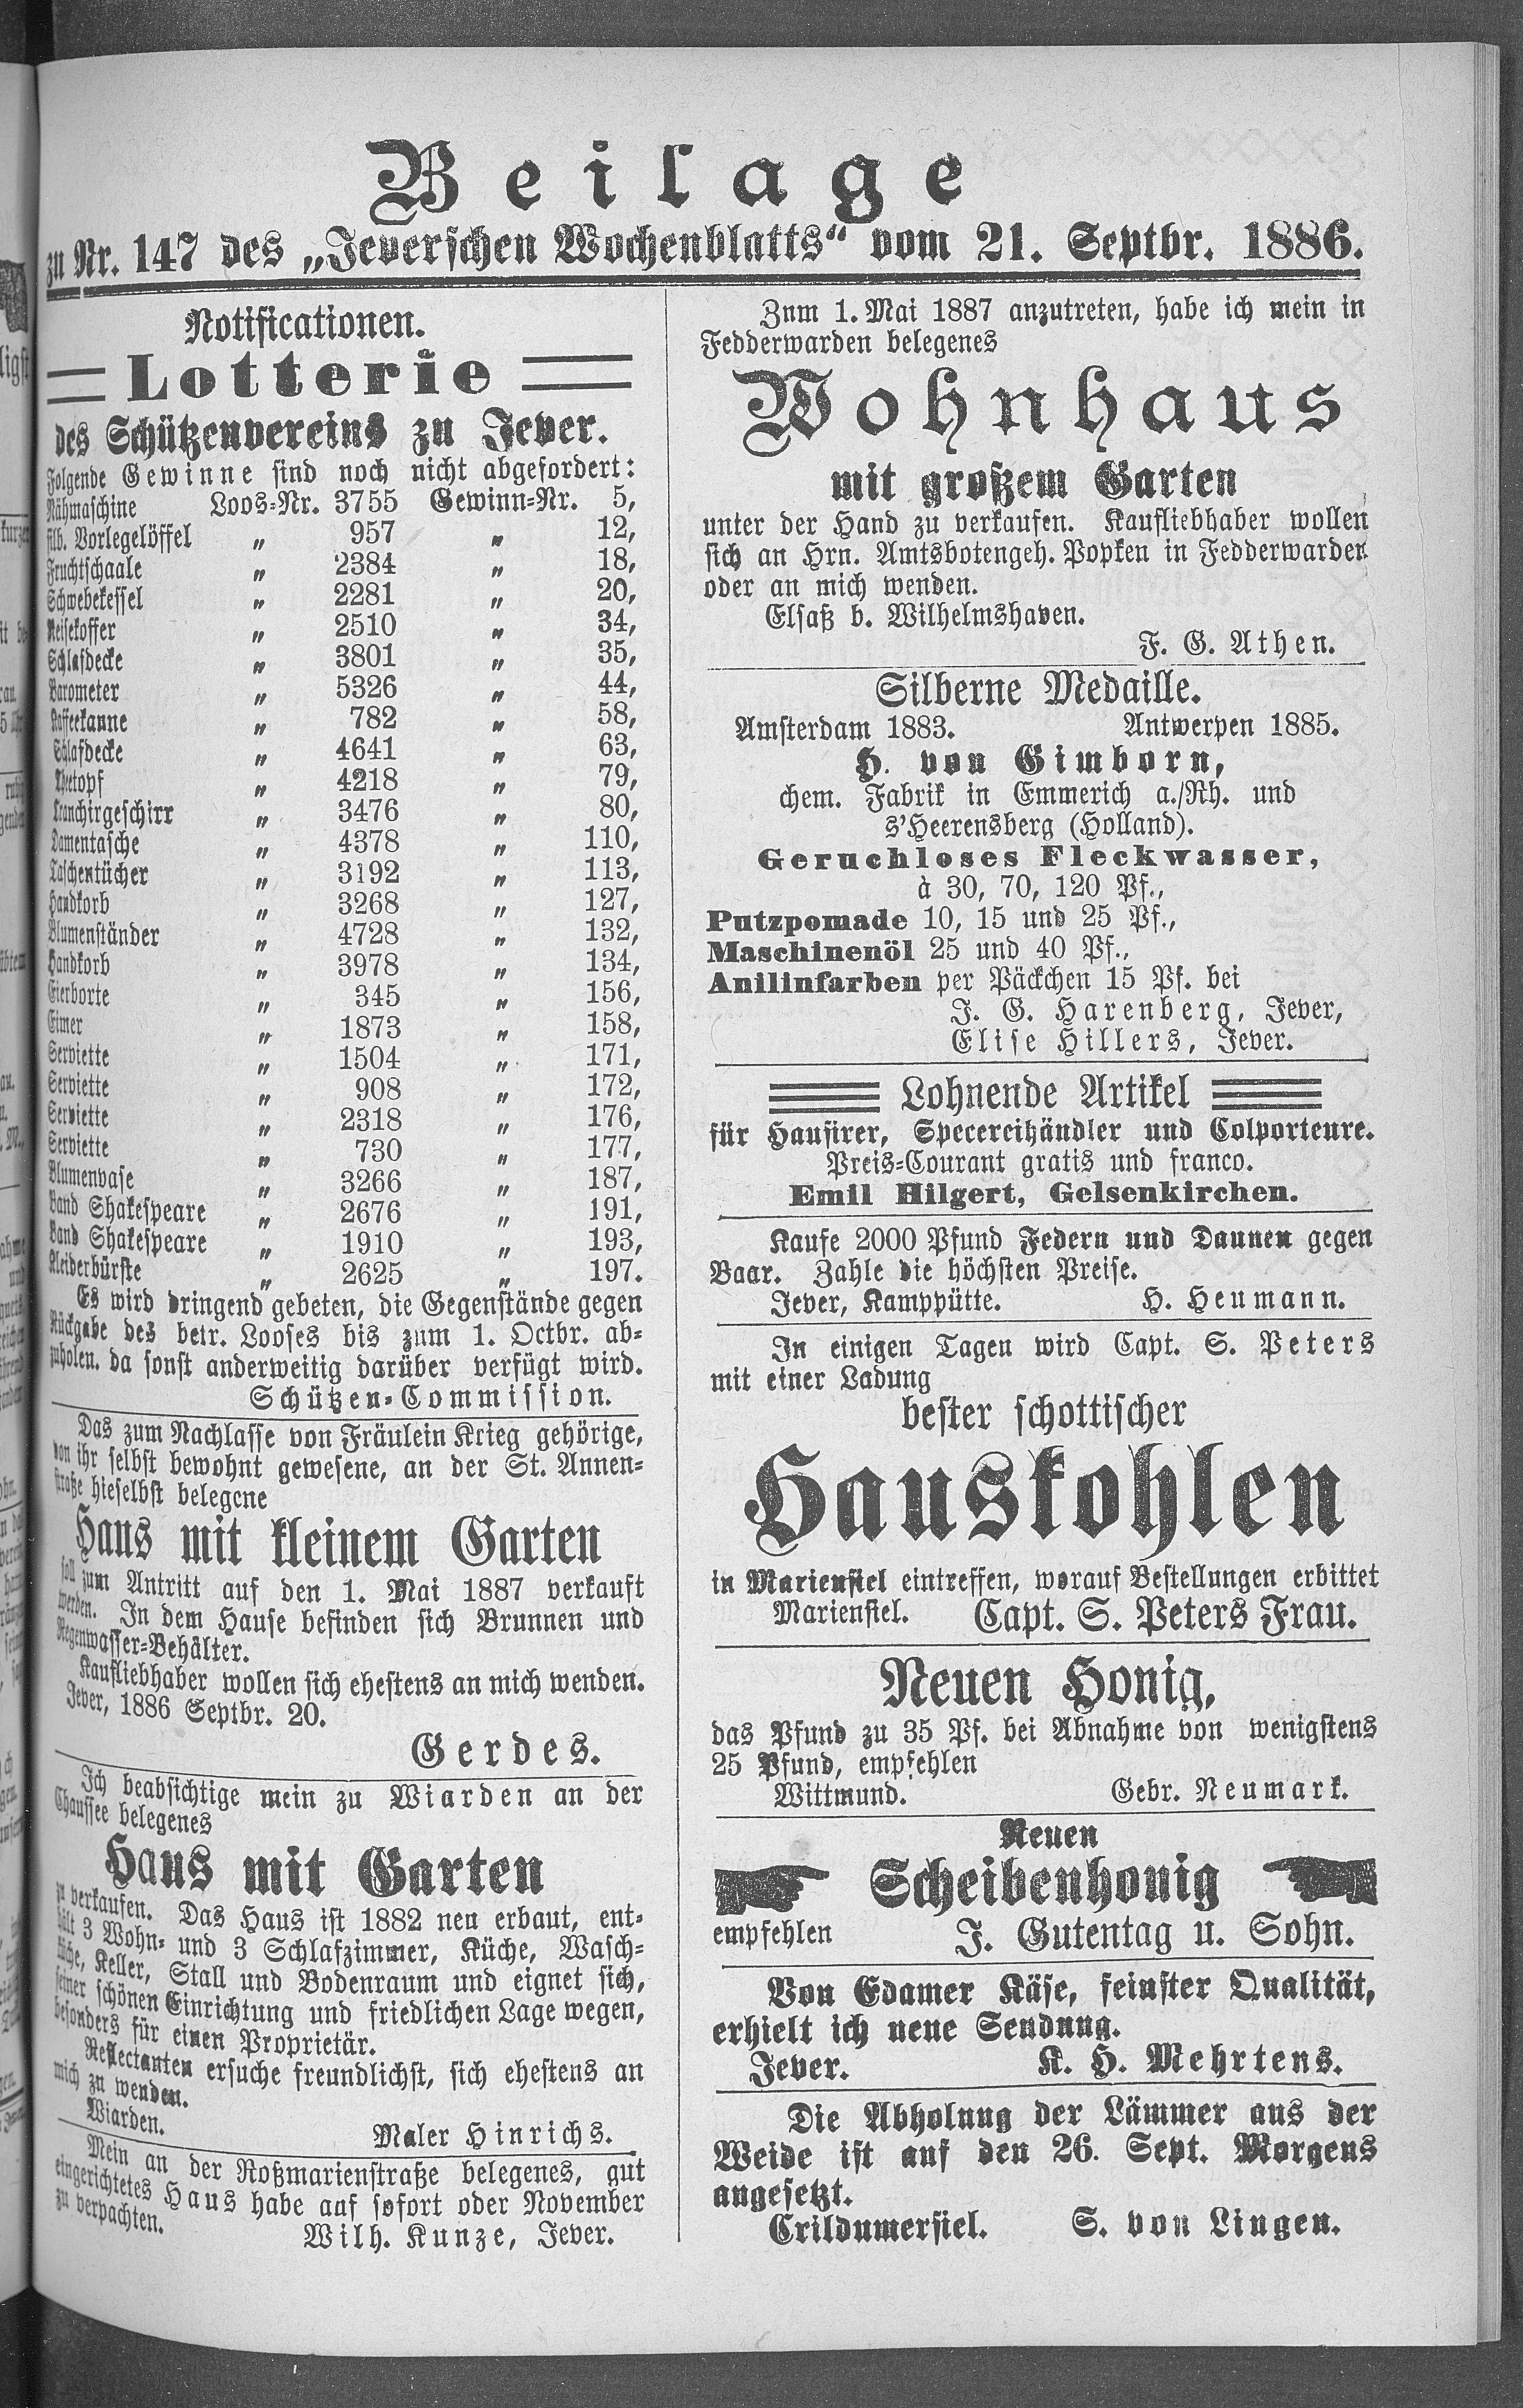 Beilage
zu Nr. 147 des „Jeverschen Wochenblatts“ vom 21. Septbr. 1886.
Notificationen.
Lotterie
des Schützenvereins zu Jever.
Folgende Gewinne sind noch nicht abgefordert:
Nähmaschine Loos-Nr. 3755 Gewinn-Nr. 5,
silb. Vorlegelöffel „ 957 „ 12,
Fruchtschaale „ 2384 „ 18,
Schwebekessel „ 2281 „ 20,
Reisekoffer „ 2510 „ 34,
Schlafdecke „ 3801 „ 35,
Barometer „ 5326 „ 44,
Kaffeekanne „ 782 „ 58,
Schlafdecke „ 4641 „ 63,
Theetopf „ 4218 „ 79,
Tranchirgeschirr „ 3476 „ 80,
Damentasche „ 4378 „ 110,
Taschentücher „ 3192 „ 113,
Handkorb „ 3268 „ 127,
Blumenständer „ 4728 „ 132,
Handkorb „ 3978 „ 134,
Eierborte „ 345 „ 156,
Eimer „ 1873 „ 158,
Serviette „ 1504 „ 171,
Serviette „ 908 „ 172,
Serviette „ 2318 „ 176,
Serviette „ 730 „ 177,
Blumenvase „ 3266 „ 187,
Band Shakespeare „ 2676 „ 191,
Band Shakespeare „ 1910 „ 193,
Kleiderbürste „ 2625 „ 197.
Es wird dringend gebeten, die Gegenstände gegen
Rückgabe des betr. Looses bis zum 1. Octbr. ab-
zuholen. da sonst anderweitig darüber verfügt wird.
Schützen-Commission.
Das zum Nachlasse von Fräulein Krieg gehörige,
von ihr selbst bewohnt gewesene, an der St. Annen-
straße hieselbst belegene
Haus mit kleinem Garten
soll zum Antritt auf den 1. Mai 1887 verkauft
werden. In dem Hause befinden sich Brunnen und
Regenwasser-Behälter.
Kaufliebhaber wollen sich ehestens an mich wenden.
Jever, 1886 Septbr. 20.
Gerdes.
Ich beabsichtige mein zu Wiarden an der
Chaussee belegenes
Haus mit Garten
zu verkaufen. Das Haus ist 1882 neu erbaut, ent-
hält 3 Wohn- und 3 Schlafzimmer, Küche, Wasch-
küche, Keller, Stall und Bodenraum und eignet sich,
seiner schönen Einrichtung und friedlichen Lage wegen,
besonders für einen Proprietär.
Reflectanten ersuche freundlichst, sich ehestens an
mich zu wenden.
Wiarden.
Maler Hinrichs.
Mein an der Roßmarienstraße belegenes, gut
eingerichtetes Haus habe auf sofort oder November
zu verpachten.
Wilh. Kunze, Jever.
Znm 1. Mai 1887 anzutreten, habe ich mein in
Fedderwarden belegenes
Wohnhaus
mit großem Garten
unter der Hand zu verkaufen. Kaufliebhaber wollen
sich an Hrn. Amtsbotengeh. Popken in Fedderwarden
oder an mich wenden.
Elsaß b. Wilhelmshaven.
F. G. Athen.
Silberne Medaille.
Amsterdam 1883. Antwerpen 1885.
H. von Gimborn,
chem. Fabrik in Emmerich a./Rh. und
s'Heerensberg (Holland).
Geruchloses Fleckwasser,
à 30, 70, 120 Pf.,
Putzpomade 10, 15 und 25 Pf.,
Maschinenöl 25 und 40 Pf.,
Anilinfarben per Päckchen 15 Pf. bei
J. G. Harenberg, Jever,
Elise Hillers, Jever.
Lohnende Artikel
für Hausirer, Specereihändler und Colporteure.
Preis-Courant gratis und franco.
Emil Hilgert, Gelsenkirchen.
Kaufe 2000 Pfund Federn und Daunen gegen
Baar. Zahle die höchsten Preise.
Jever, Kamppütte. H. Heumann.
In einigen Tagen wird Capt. S. Peters
mit einer Ladung
bester schottischer
Hauskohlen
in Mariensiel eintreffen, worauf Bestellungen erbittet
Mariensiel. Capt. S. Peters Frau.
Neuen Honig,
das Pfund zu 35 Pf. bei Abnahme von wenigstens
25 Pfund, empfehlen
Wittmund. Gebr. Neumark.
Neuen
Scheibenhonig
empfehlen J. Gutentag u. Sohn.
Von Edamer Käse, feinster Qualität,
erhielt ich neue Sendung.
Jever. K. H. Mehrtens.
Die Abholung der Lämmer aus der
Weide ist auf den 26. Sept. Morgens
angesetzt.
Crildumersiel. S. von Lingen.